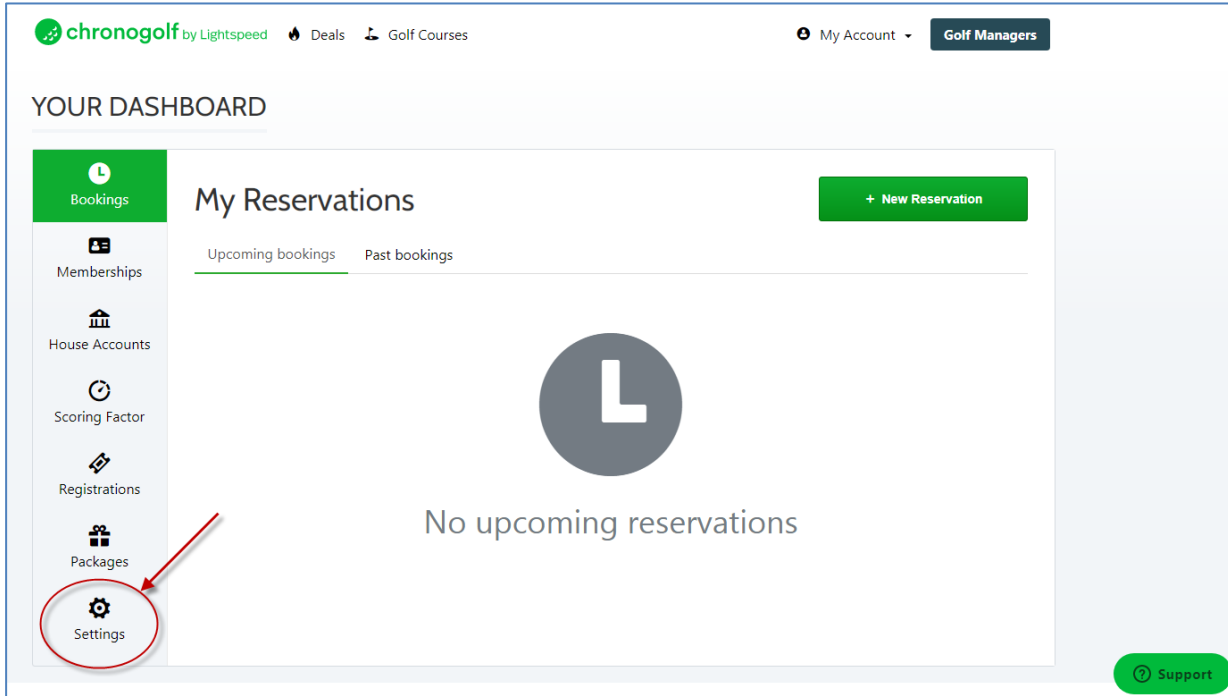 chronogolf by Lightspeed Deals Golf Courses My Account Golf Managers
YOUR DASHBOARD
Bookings
Memberships
House Accounts
Scoring Factor
Registrations
Packages
Settings
My Reservations
+ New Reservation
Upcoming bookings Past bookings
No upcoming reservations
Support